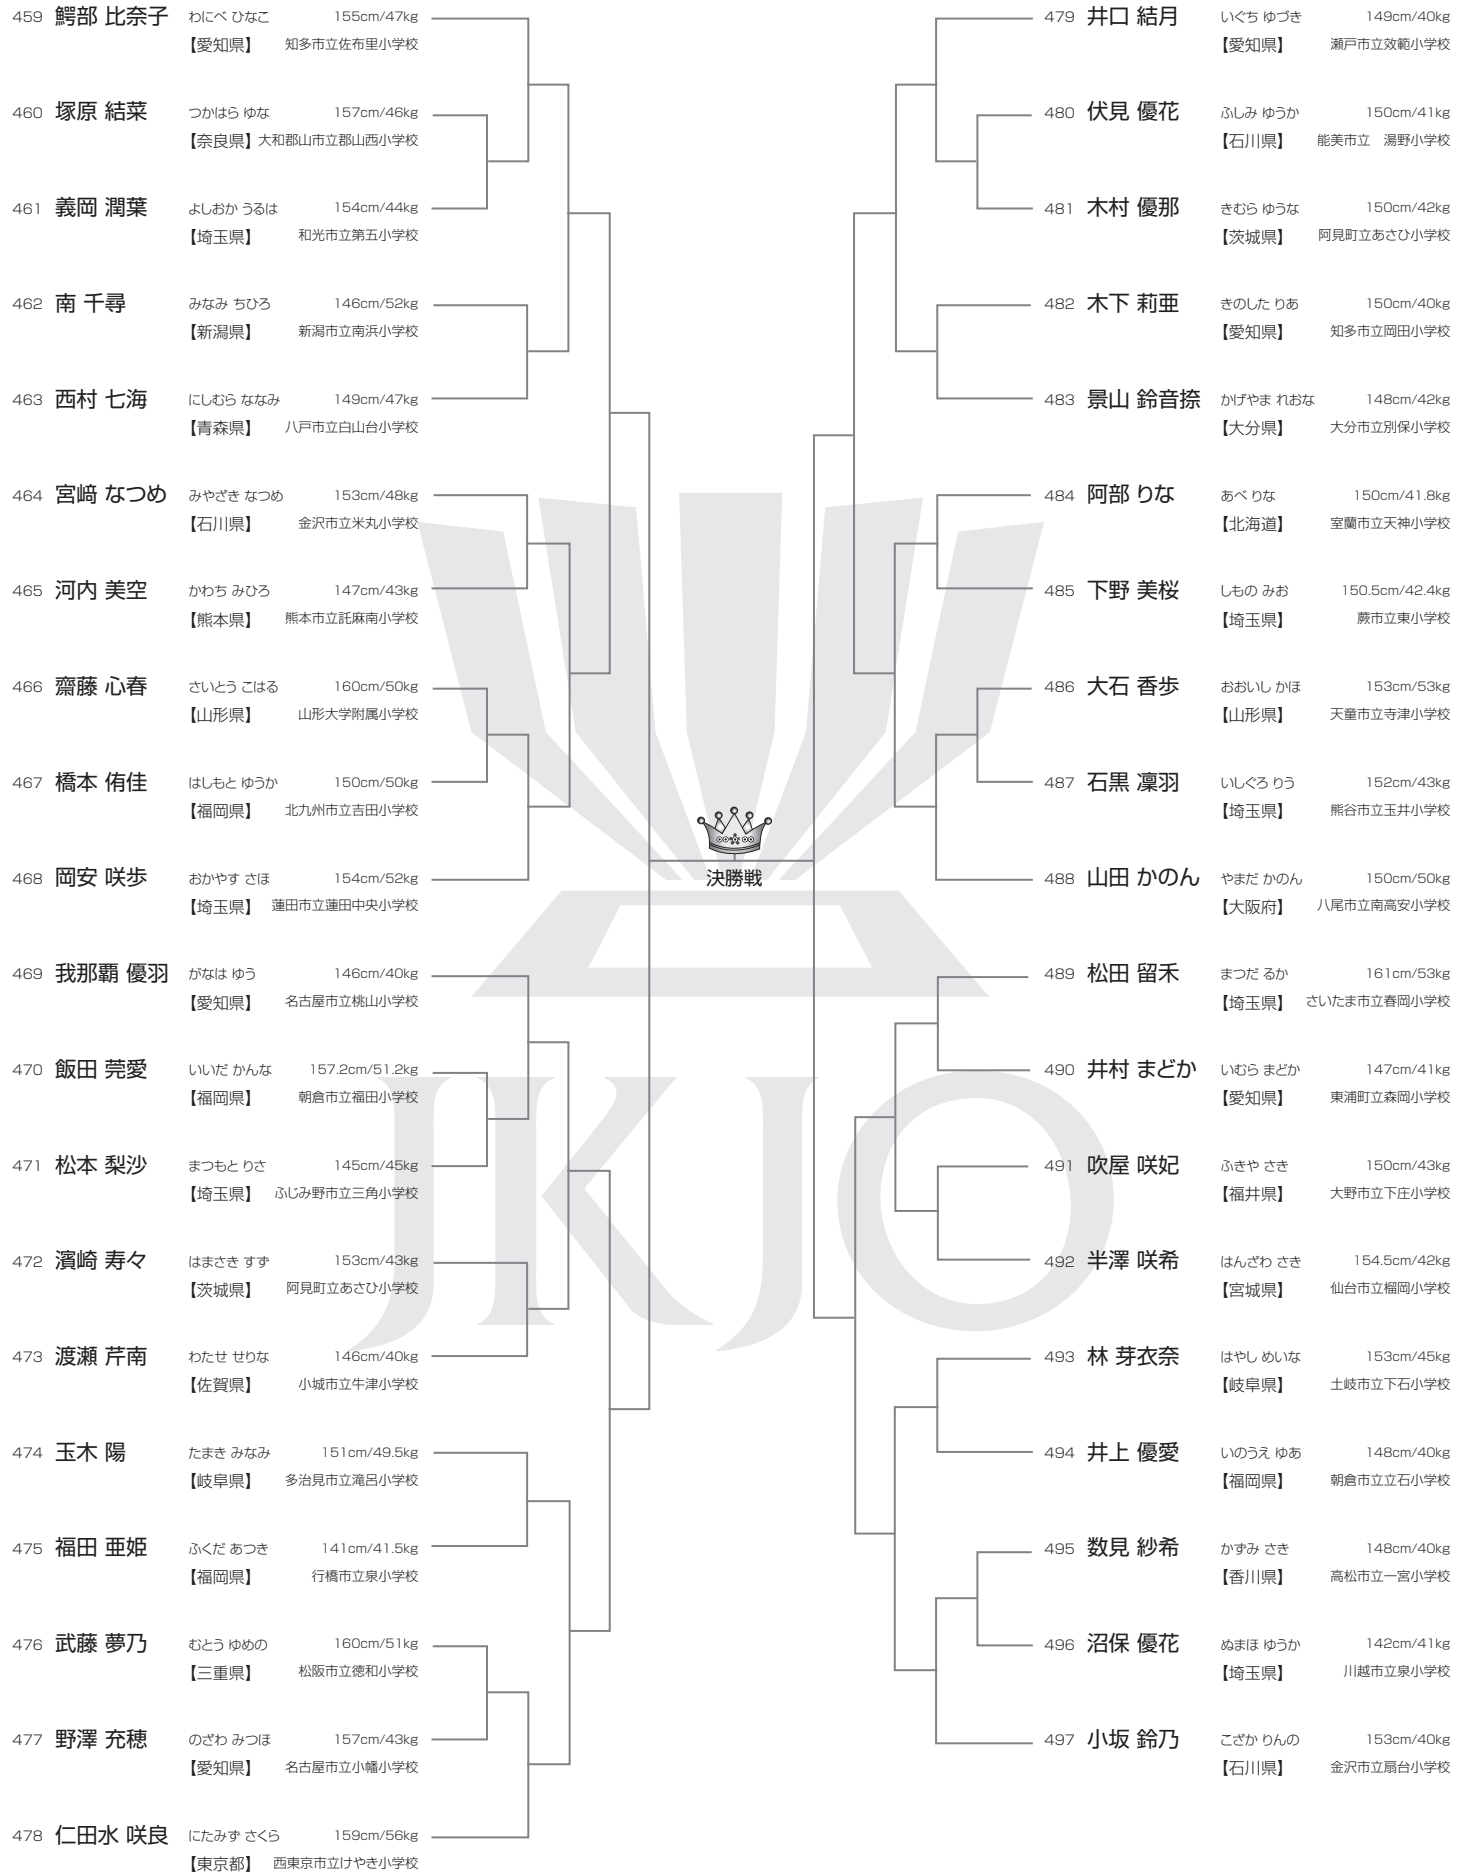 459 鰐部 比奈子 わにべ ひなこ 155cm/47kg
【愛知県】 知多市立佐布里小学校
460 塚原 結菜 つかはら ゆな 157cm/46kg
【奈良県】 大和郡山市立郡山西小学校
461 義岡 潤葉 よしおか うるは 154cm/44kg
【埼玉県】 和光市立第五小学校
462 南 千尋 みなみ ちひろ 146cm/52kg
【新潟県】 新潟市立南浜小学校
463 西村 七海 にしむら ななみ 149cm/47kg
【青森県】 八戸市立白山台小学校
464 宮﨑 なつめ みやざき なつめ 153cm/48kg
【石川県】 金沢市立米丸小学校
465 河内 美空 かわち みひろ 147cm/43kg
【熊本県】 熊本市立託麻南小学校
466 齋藤 心春 さいとう こはる 160cm/50kg
【山形県】 山形大学附属小学校
467 橋本 侑佳 はしもと ゆうか 150cm/50kg
【福岡県】 北九州市立吉田小学校
468 岡安 咲歩 おかやす さほ 154cm/52kg
【埼玉県】 蓮田市立蓮田中央小学校
469 我那覇 優羽 がなは ゆう 146cm/40kg
【愛知県】 名古屋市立桃山小学校
470 飯田 莞愛 いいだ かんな 157.2cm/51.2kg
【福岡県】 朝倉市立福田小学校
471 松本 梨沙 まつもと りさ 145cm/45kg
【埼玉県】 ふじみ野市立三角小学校
472 濱崎 寿々 はまさき すず 153cm/43kg
【茨城県】 阿見町立あさひ小学校
473 渡瀬 芹南 わたせ せりな 146cm/40kg
【佐賀県】 小城市立牛津小学校
474 玉木 陽 たまき みなみ 151cm/49.5kg
【岐阜県】 多治見市立滝呂小学校
475 福田 亜姫 ふくだ あつき 141cm/41.5kg
【福岡県】 行橋市立泉小学校
476 武藤 夢乃 むとう ゆめの 160cm/51kg
【三重県】 松阪市立徳和小学校
477 野澤 充穂 のざわ みつほ 157cm/43kg
【愛知県】 名古屋市立小幡小学校
478 仁田水 咲良 にたみず さくら 159cm/56kg
【東京都】 西東京市立けやき小学校
決勝戦
JKJO
479 井口 結月 いぐち ゆづき 149cm/40kg
【愛知県】 瀬戸市立效範小学校
480 伏見 優花 ふしみ ゆうか 150cm/41kg
【石川県】 能美市立　湯野小学校
481 木村 優那 きむら ゆうな 150cm/42kg
【茨城県】 阿見町立あさひ小学校
482 木下 莉亜 きのした りあ 150cm/40kg
【愛知県】 知多市立岡田小学校
483 景山 鈴音捺 かげやま れおな 148cm/42kg
【大分県】 大分市立別保小学校
484 阿部 りな あべ りな 150cm/41.8kg
【北海道】 室蘭市立天神小学校
485 下野 美桜 しもの みお 150.5cm/42.4kg
【埼玉県】 蕨市立東小学校
486 大石 香歩 おおいし かほ 153cm/53kg
【山形県】 天童市立寺津小学校
487 石黒 凜羽 いしぐろ りう 152cm/43kg
【埼玉県】 熊谷市立玉井小学校
488 山田 かのん やまだ かのん 150cm/50kg
【大阪府】 八尾市立南高安小学校
489 松田 留禾 まつだ るか 161cm/53kg
【埼玉県】 さいたま市立春岡小学校
490 井村 まどか いむら まどか 147cm/41kg
【愛知県】 東浦町立森岡小学校
491 吹屋 咲妃 ふきや さき 150cm/43kg
【福井県】 大野市立下庄小学校
492 半澤 咲希 はんざわ さき 154.5cm/42kg
【宮城県】 仙台市立榴岡小学校
493 林 芽衣奈 はやし めいな 153cm/45kg
【岐阜県】 土岐市立下石小学校
494 井上 優愛 いのうえ ゆあ 148cm/40kg
【福岡県】 朝倉市立立石小学校
495 数見 紗希 かずみ さき 148cm/40kg
【香川県】 高松市立一宮小学校
496 沼保 優花 ぬまほ ゆうか 142cm/41kg
【埼玉県】 川越市立泉小学校
497 小坂 鈴乃 こざか りんの 153cm/40kg
【石川県】 金沢市立扇台小学校